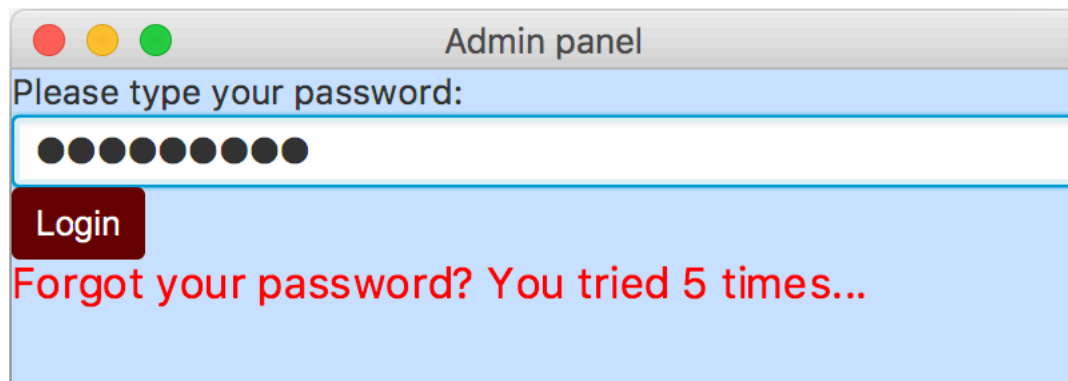 Admin panel
Please type your password:
●●●●●●●●●
Login
Forgot your password? You tried 5 times...